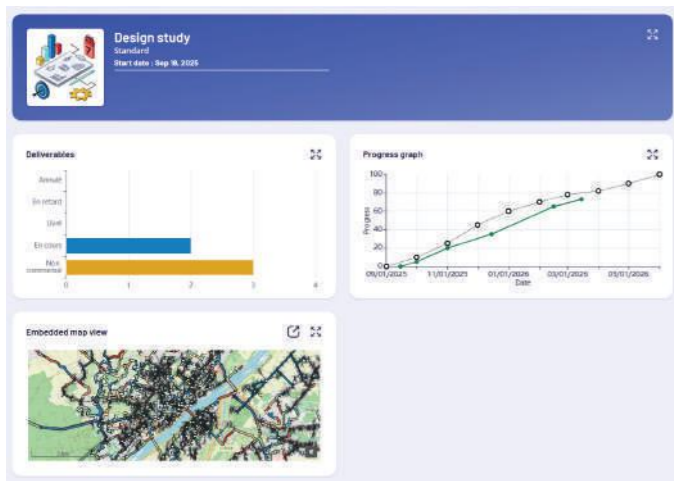 Design study
Standard
Start date : Sep 18, 2025
Deliverables
Annulé
En retard
Livré
En cours
Non
commencé
0
1
2
3
4
Progress graph
100
80
60
40
20
0
Progress
09/01/2025
11/01/2025
01/01/2026
03/01/2026
05/01/2026
Date
Embedded map view